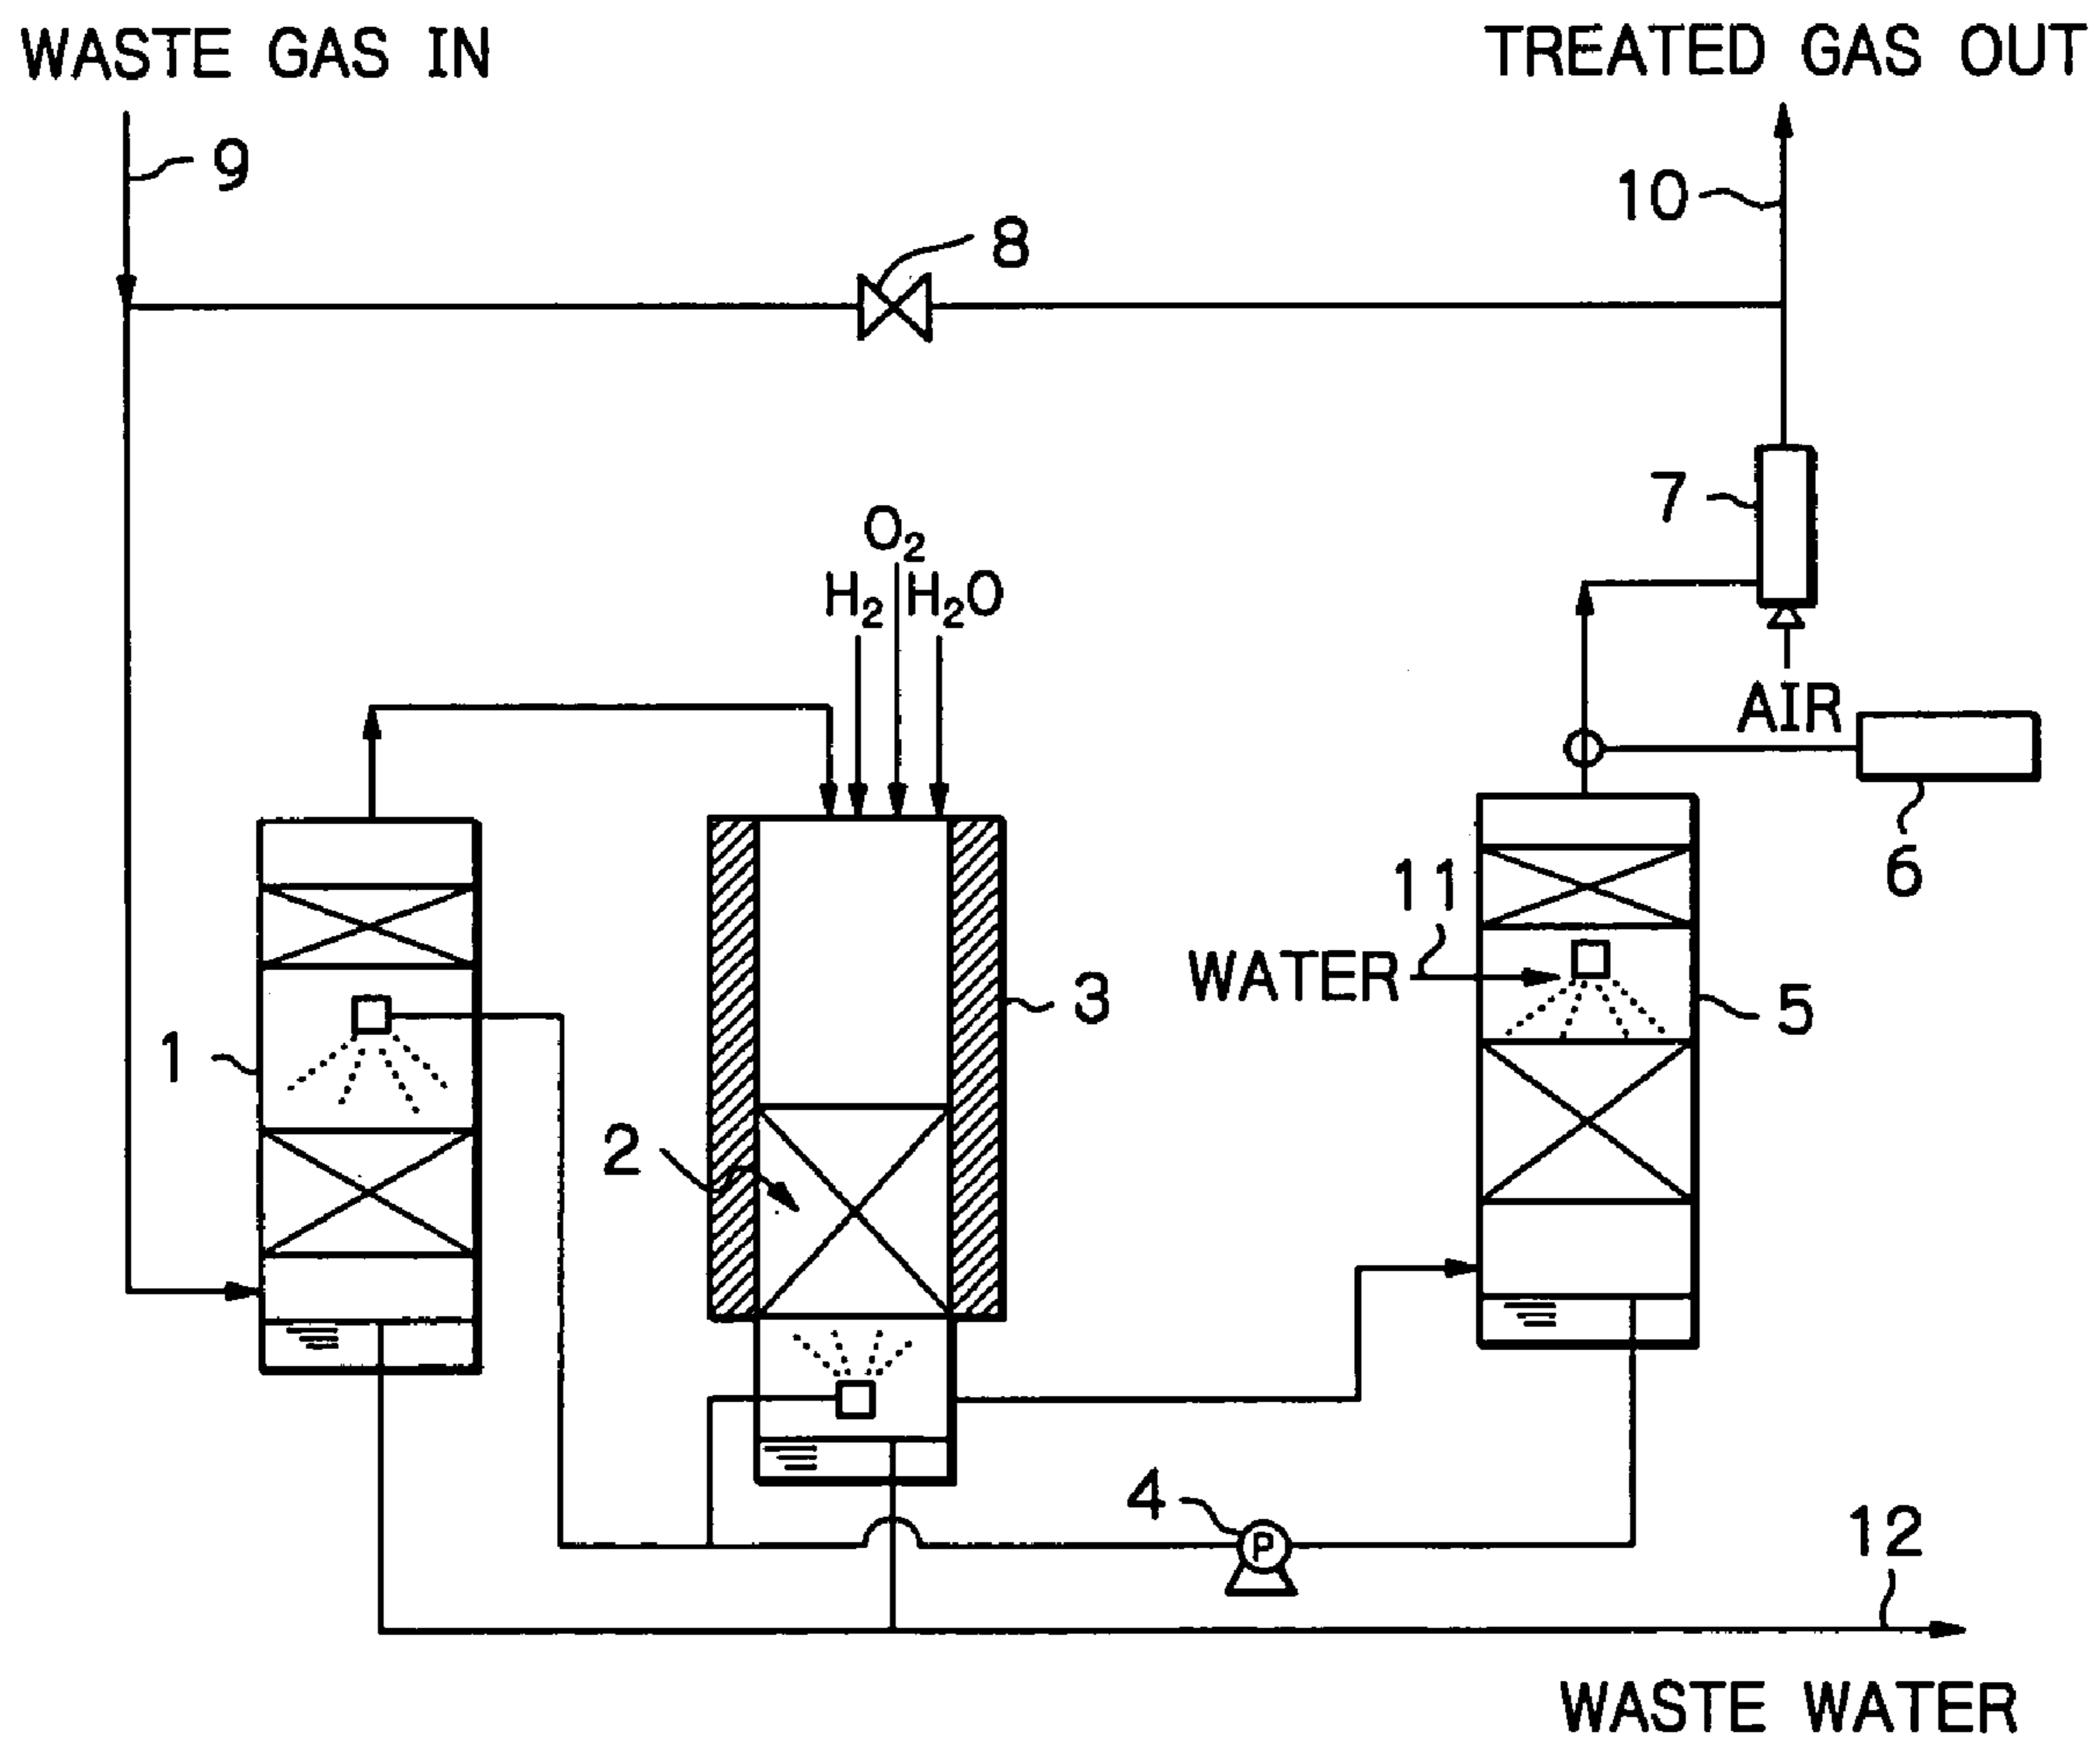 WASTE GAS IN
TREATED GAS OUT
9
10
8
7
O2
H2
H2O
AIR
6
11
WATER
3
5
1
2
4
P
12
WASTE WATER